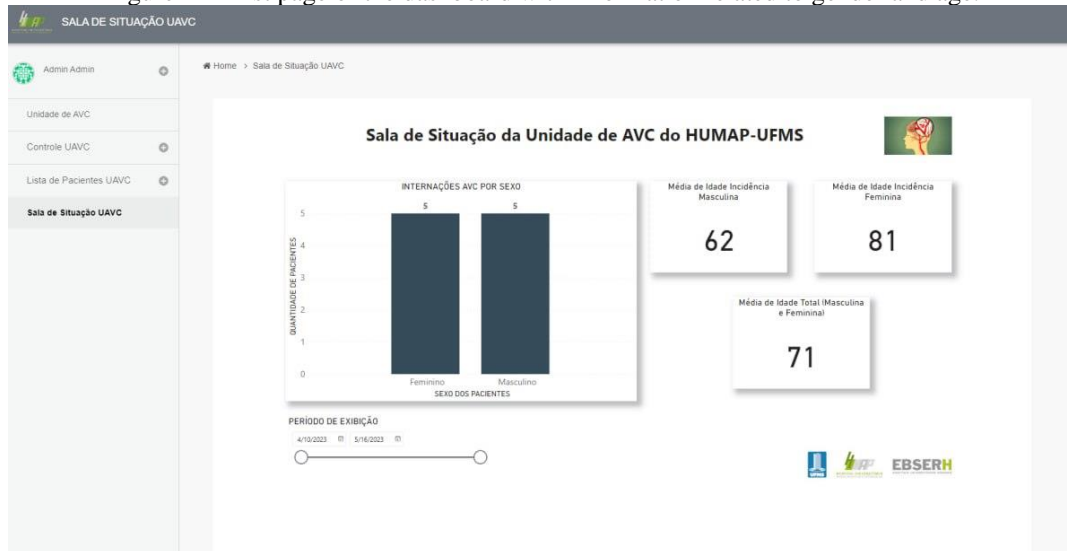 SALA DE SITUAÇÃO UAVC
Admin Admin
Home > Sala de Situação UAVC
Unidade de AVC
Controle UAVC
Lista de Pacientes UAVC
Sala de Situação UAVC
Sala de Situação da Unidade de AVC do HUMAP-UFMS
INTERNAÇÕES AVC POR SEXO
5 5
5
4
3
2
1
0
QUANTIDADE DE PACIENTES
Feminino Masculino
SEXO DOS PACIENTES
Média de Idade Incidência
Masculina
62
Média de Idade Incidência
Feminina
81
Média de Idade Total (Masculina
e Feminina)
71
PERÍODO DE EXIBIÇÃO
4/10/2023 5/16/2023
UFMS
EBSERH